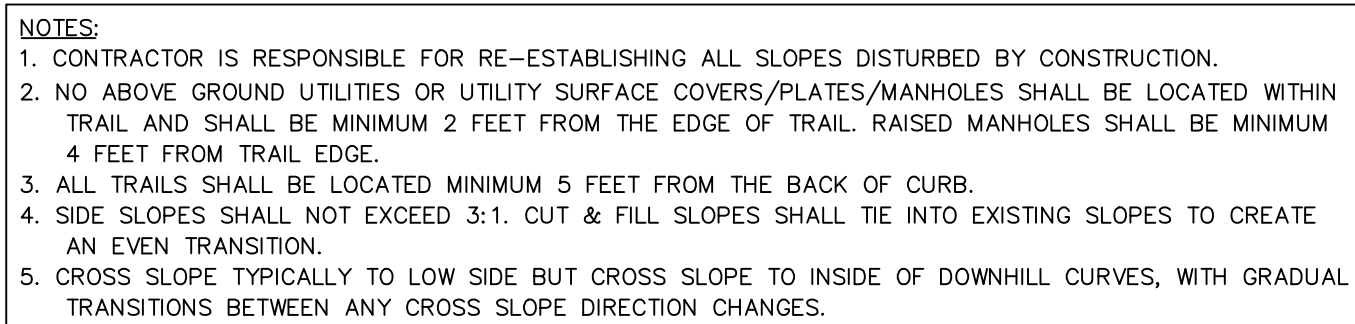 NOTES:
1. CONTRACTOR IS RESPONSIBLE FOR RE-ESTABLISHING ALL SLOPES DISTURBED BY CONSTRUCTION.
2. NO ABOVE GROUND UTILITIES OR UTILITY SURFACE COVERS/PLATES/MANHOLES SHALL BE LOCATED WITHIN
TRAIL AND SHALL BE MINIMUM 2 FEET FROM THE EDGE OF TRAIL. RAISED MANHOLES SHALL BE MINIMUM
4 FEET FROM TRAIL EDGE.
3. ALL TRAILS SHALL BE LOCATED MINIMUM 5 FEET FROM THE BACK OF CURB.
4. SIDE SLOPES SHALL NOT EXCEED 3:1. CUT & FILL SLOPES SHALL TIE INTO EXISTING SLOPES TO CREATE
AN EVEN TRANSITION.
5. CROSS SLOPE TYPICALLY TO LOW SIDE BUT CROSS SLOPE TO INSIDE OF DOWNHILL CURVES, WITH GRADUAL
TRANSITIONS BETWEEN ANY CROSS SLOPE DIRECTION CHANGES.